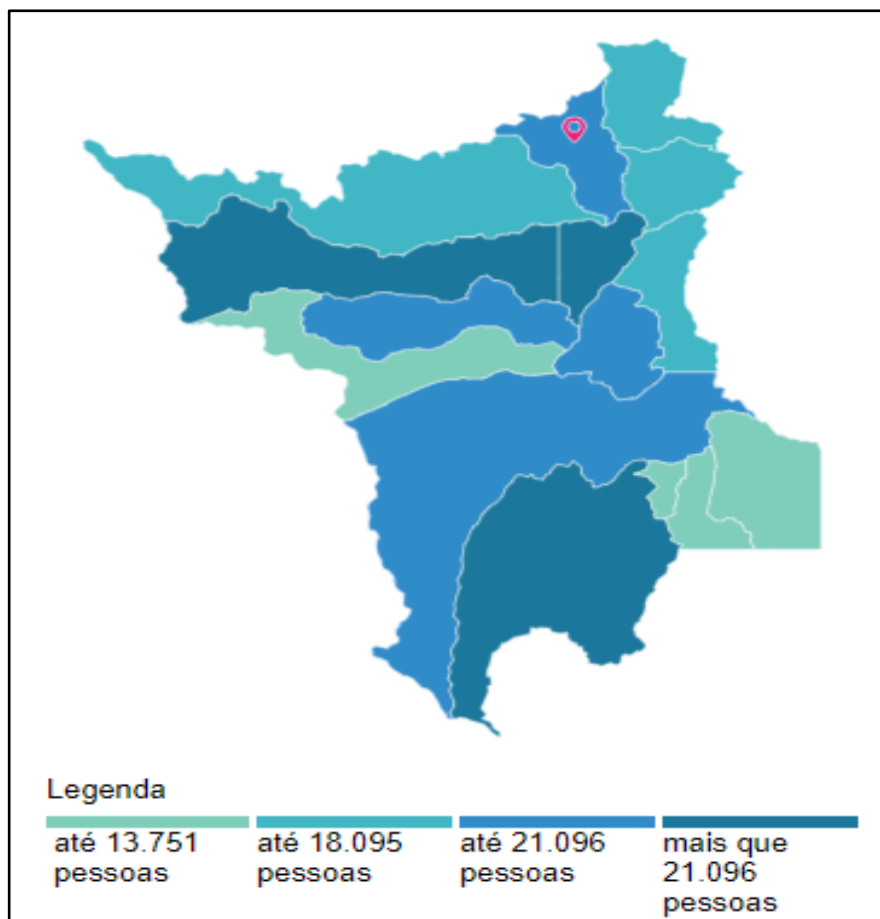 Legenda
até 13.751
pessoas
até 18.095
pessoas
até 21.096
pessoas
mais que
21.096
pessoas